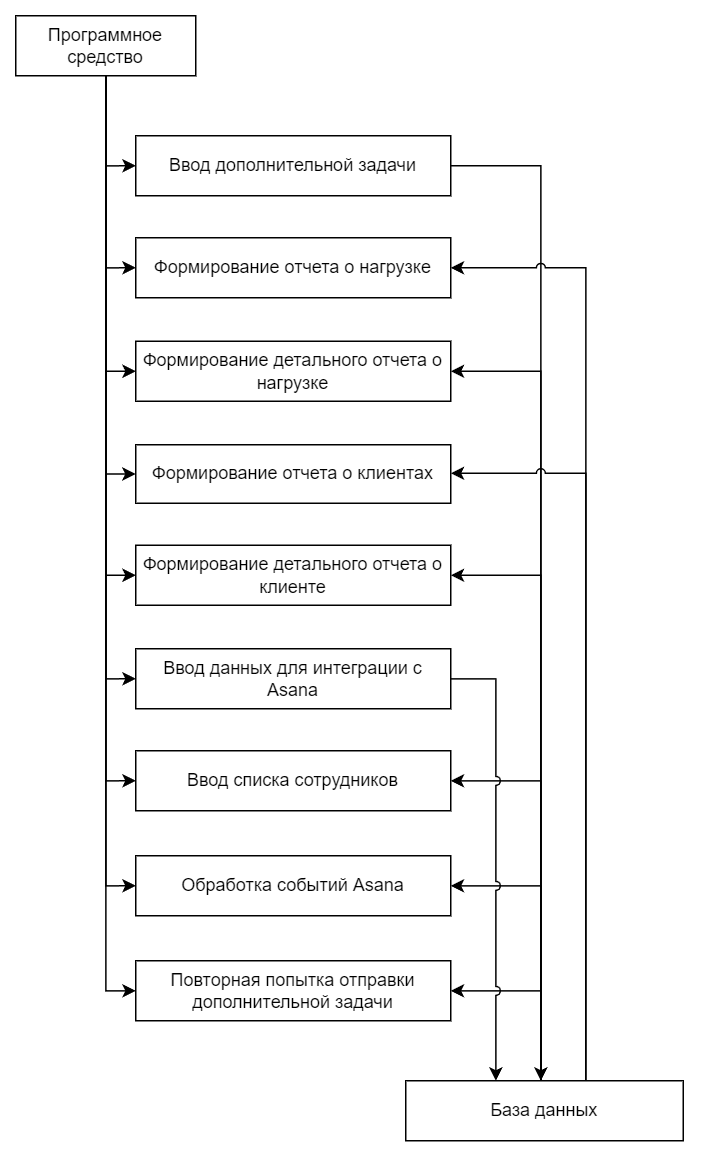 Программное
средство
Ввод дополнительной задачи
Формирование отчета о нагрузке
Формирование детального отчета о
нагрузке
Формирование отчета о клиентах
Формирование детального отчета о
клиенте
Ввод данных для интеграции с
Asana
Ввод списка сотрудников
Обработка событий Asana
Повторная попытка отправки
дополнительной задачи
База данных